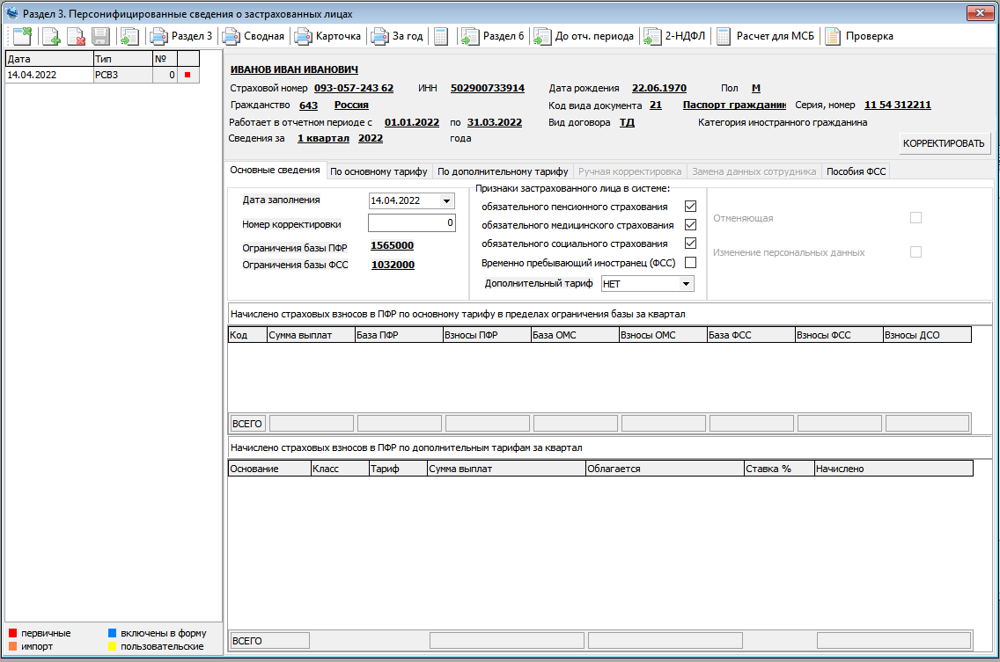 Раздел 3. Персонифицированные сведения о застрахованных лицах
Раздел 3 Сводная Карточка За год Раздел 6 До отч. периода 2-НДФЛ Расчет для МСБ Проверка
Дата Тип №
14.04.2022 РСВ3 0
ИВАНОВ ИВАН ИВАНОВИЧ
Страховой номер 093-057-243 62 ИНН 502900733914 Дата рождения 22.06.1970 Пол М
Гражданство 643 Россия Код вида документа 21 Паспорт гражданин Серия, номер 11 54 312211
Работает в отчетном периоде с 01.01.2022 по 31.03.2022 Вид договора ТД Категория иностранного гражданина
Сведения за 1 квартал 2022 года
КОРРЕКТИРОВАТЬ
Основные сведения По основному тарифу По дополнительному тарифу Ручная корректировка Замена данных сотрудника Пособия ФСС
Дата заполнения 14.04.2022
Номер корректировки 0
Ограничения базы ПФР 1565000
Ограничения базы ФСС 1032000
Признаки застрахованного лица в системе:
обязательного пенсионного страхования
обязательного медицинского страхования
обязательного социального страхования
Временно пребывающий иностранец (ФСС)
Дополнительный тариф НЕТ
Отменяющая
Изменение персональных данных
Начислено страховых взносов в ПФР по основному тарифу в пределах ограничения базы за квартал
Код Сумма выплат База ПФР Взносы ПФР База ОМС Взносы ОМС База ФСС Взносы ФСС Взносы ДСО
ВСЕГО
Начислено страховых взносов в ПФР по дополнительным тарифам за квартал
Основание Класс Тариф Сумма выплат Облагается Ставка % Начислено
ВСЕГО
первичные включены в форму
импорт пользовательские